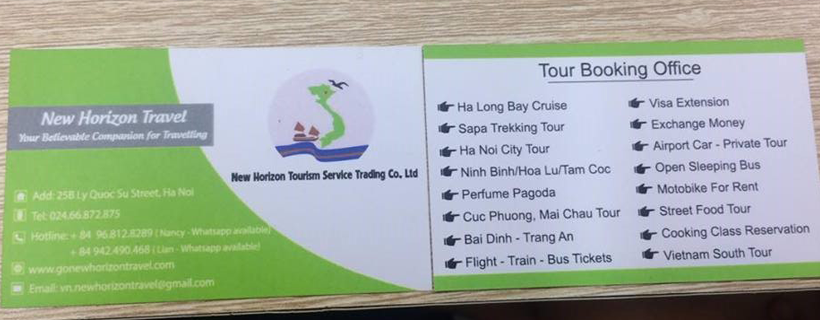 New Horizon Travel
Your Believable Companion for Travelling
Add: 25B Ly Quoc Su Street, Ha Noi
Tel: 024.66.872.875
Hotline: + 84 96.812.8289 ( Nancy - Whatsapp available)
+ 84 942.490.468 ( Lian - Whatsapp available)
www.gonewhorizontravel.com
Email: vn.newhorizontravel@gmail.com
New Horizon Tourism Service Trading Co., Ltd
Tour Booking Office
Ha Long Bay Cruise
Sapa Trekking Tour
Ha Noi City Tour
Ninh Binh/Hoa Lu/Tam Coc
Perfume Pagoda
Cuc Phuong, Mai Chau Tour
Bai Dinh - Trang An
Flight - Train - Bus Tickets
Visa Extension
Exchange Money
Airport Car - Private Tour
Open Sleeping Bus
Motobike For Rent
Street Food Tour
Cooking Class Reservation
Vietnam South Tour